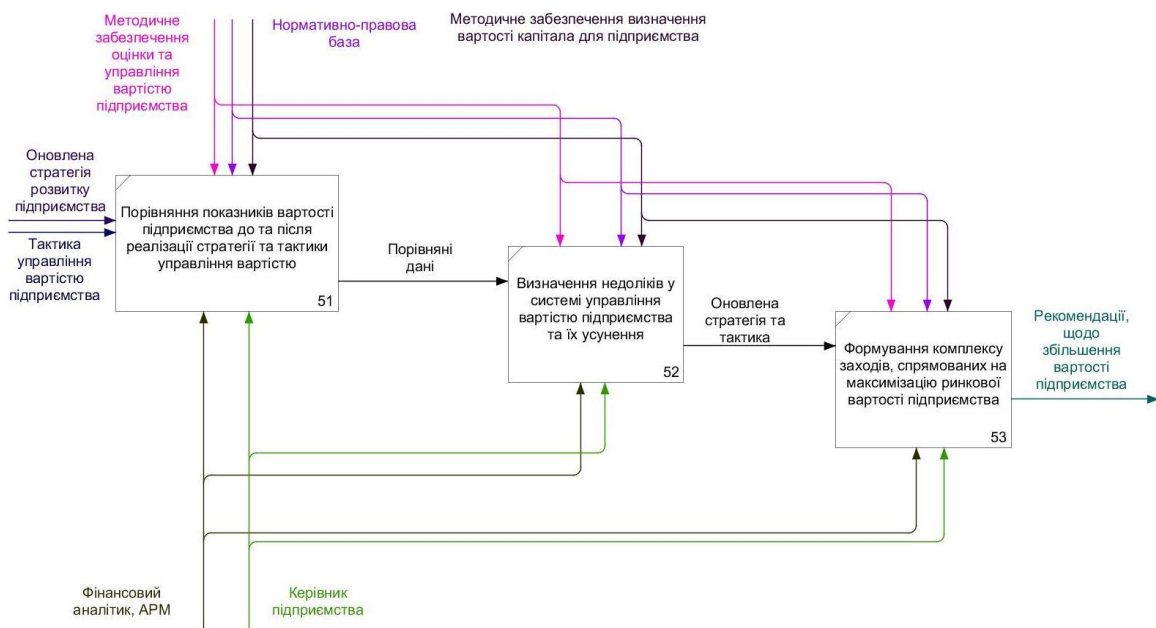 Методичне
забезпечення
оцінки та
управління
вартістю
підприємства
Нормативно-правова
база
Методичне забезпечення визначення
вартості капітала для підприємства
Оновлена
стратегія
розвитку
підприємства
Тактика
управління
вартістю
підприємства
Порівняння показників вартості
підприємства до та після
реалізації стратегії та тактики
управління вартістю
51
Порівняні
дані
Визначення недоліків у
системі управління
вартістю підприємства
та їх усунення
52
Оновлена
стратегія та
тактика
Формування комплексу
заходів, спрямованих на
максимізацію ринкової
вартості підприємства
53
Рекомендації,
щодо
збільшення
вартості
підприємства
Фінансовий
аналітик, АРМ
Керівник
підприємства